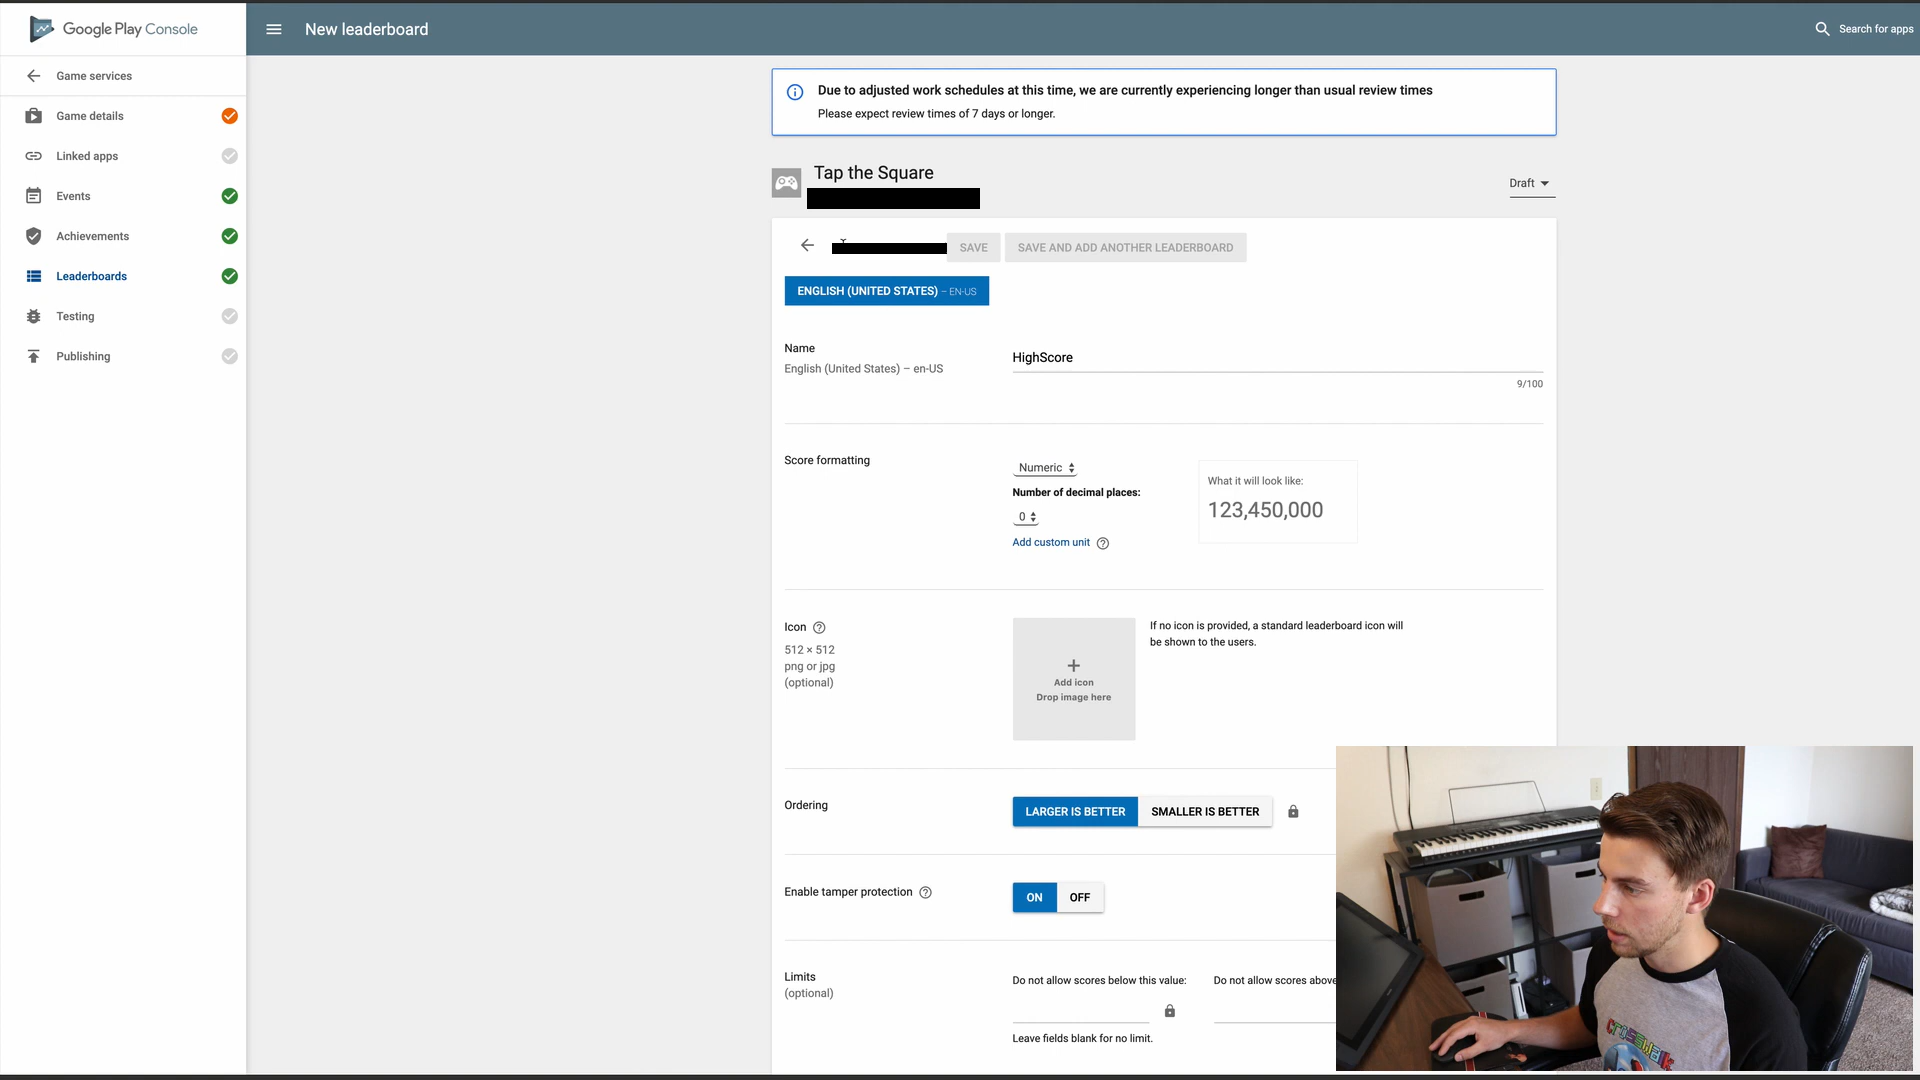 Google Play Console
New leaderboard
Search for apps
Game services
Game details
Linked apps
Events
Achievements
Leaderboards
Testing
Publishing
Due to adjusted work schedules at this time, we are currently experiencing longer than usual review times
Please expect review times of 7 days or longer.
Tap the Square
Draft
SAVE
SAVE AND ADD ANOTHER LEADERBOARD
ENGLISH (UNITED STATES) – EN-US
Name
English (United States) – en-US
HighScore
9/100
Score formatting
Numeric
Number of decimal places:
0
Add custom unit
What it will look like:
123,450,000
Icon
512 × 512
png or jpg
(optional)
Add icon
Drop image here
If no icon is provided, a standard leaderboard icon will
be shown to the users.
Ordering
LARGER IS BETTER
SMALLER IS BETTER
Enable tamper protection
ON
OFF
Limits
(optional)
Do not allow scores below this value:
Do not allow scores above
Leave fields blank for no limit.
crosswalk